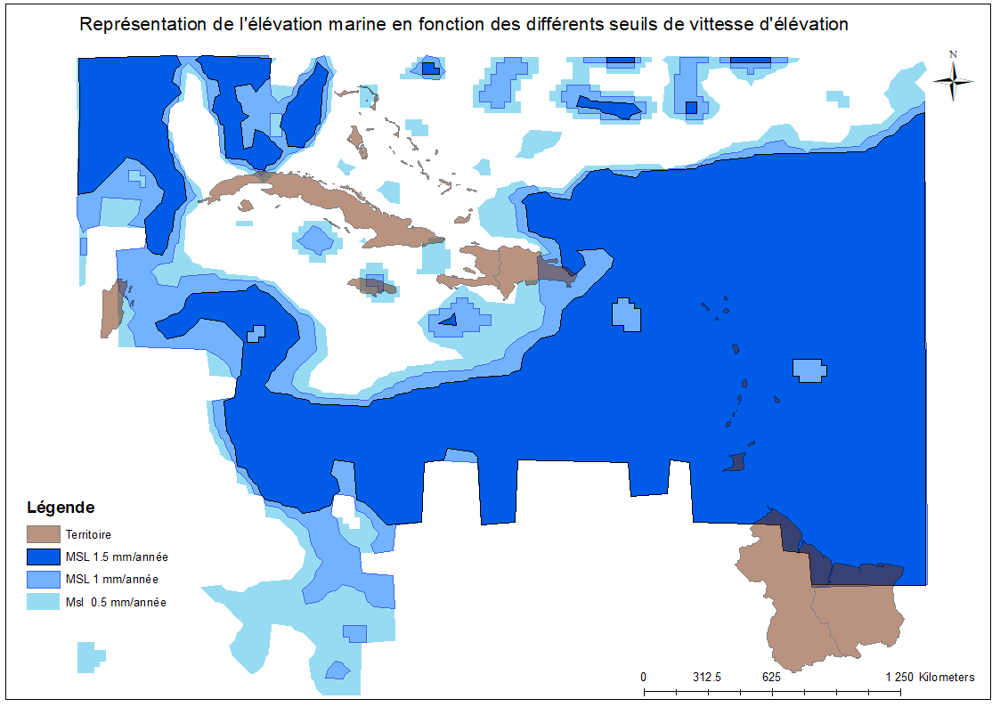 Représentation de l'élévation marine en fonction des différents seuils de vittesse d'élévation
N
Légende
Territoire
MSL 1.5 mm/année
MSL 1 mm/année
Msl 0.5 mm/année
0 312.5 625 1 250 Kilometers